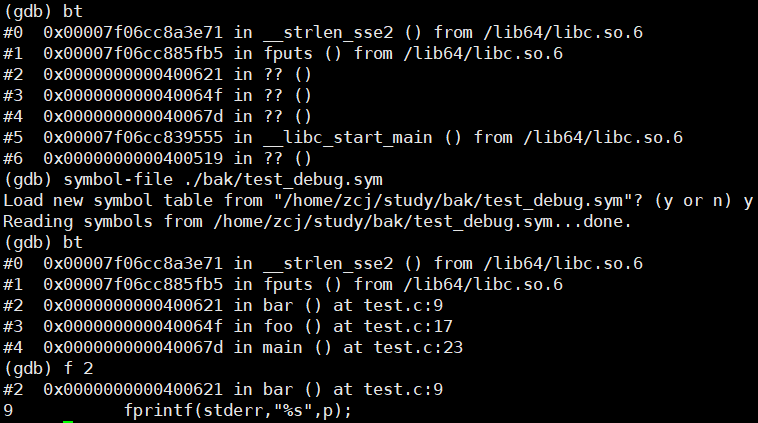 (gdb) bt
#0  0x00007f06cc8a3e71 in __strlen_sse2 () from /lib64/libc.so.6
#1  0x00007f06cc885fb5 in fputs () from /lib64/libc.so.6
#2  0x0000000000400621 in ?? ()
#3  0x000000000040064f in ?? ()
#4  0x000000000040067d in ?? ()
#5  0x00007f06cc839555 in __libc_start_main () from /lib64/libc.so.6
#6  0x0000000000400519 in ?? ()
(gdb) symbol-file ./bak/test_debug.sym
Load new symbol table from "/home/zcj/study/bak/test_debug.sym"? (y or n) y
Reading symbols from /home/zcj/study/bak/test_debug.sym...done.
(gdb) bt
#0  0x00007f06cc8a3e71 in __strlen_sse2 () from /lib64/libc.so.6
#1  0x00007f06cc885fb5 in fputs () from /lib64/libc.so.6
#2  0x0000000000400621 in bar () at test.c:9
#3  0x000000000040064f in foo () at test.c:17
#4  0x000000000040067d in main () at test.c:23
(gdb) f 2
#2  0x0000000000400621 in bar () at test.c:9
9           fprintf(stderr,"%s",p);